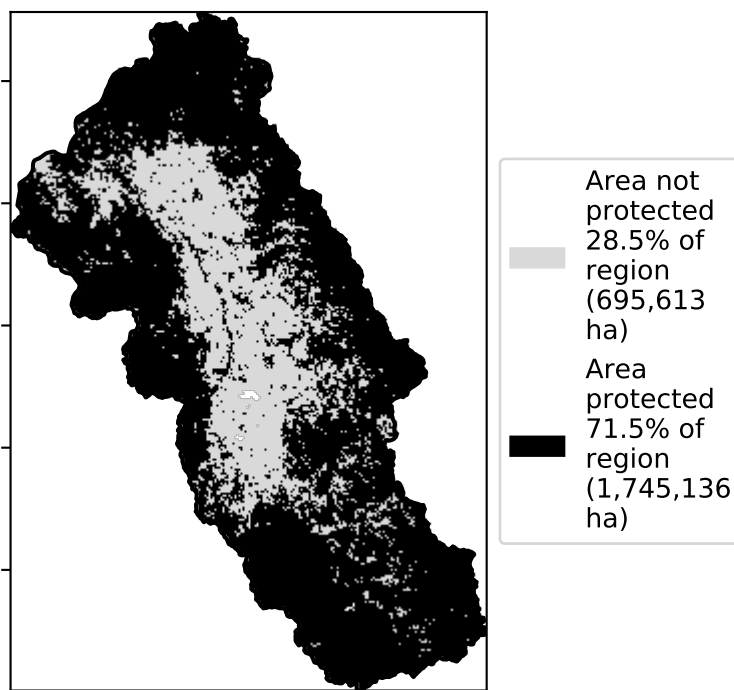 Area not
protected
28.5% of
region
(695,613
ha)
Area
protected
71.5% of
region
(1,745,136
ha)